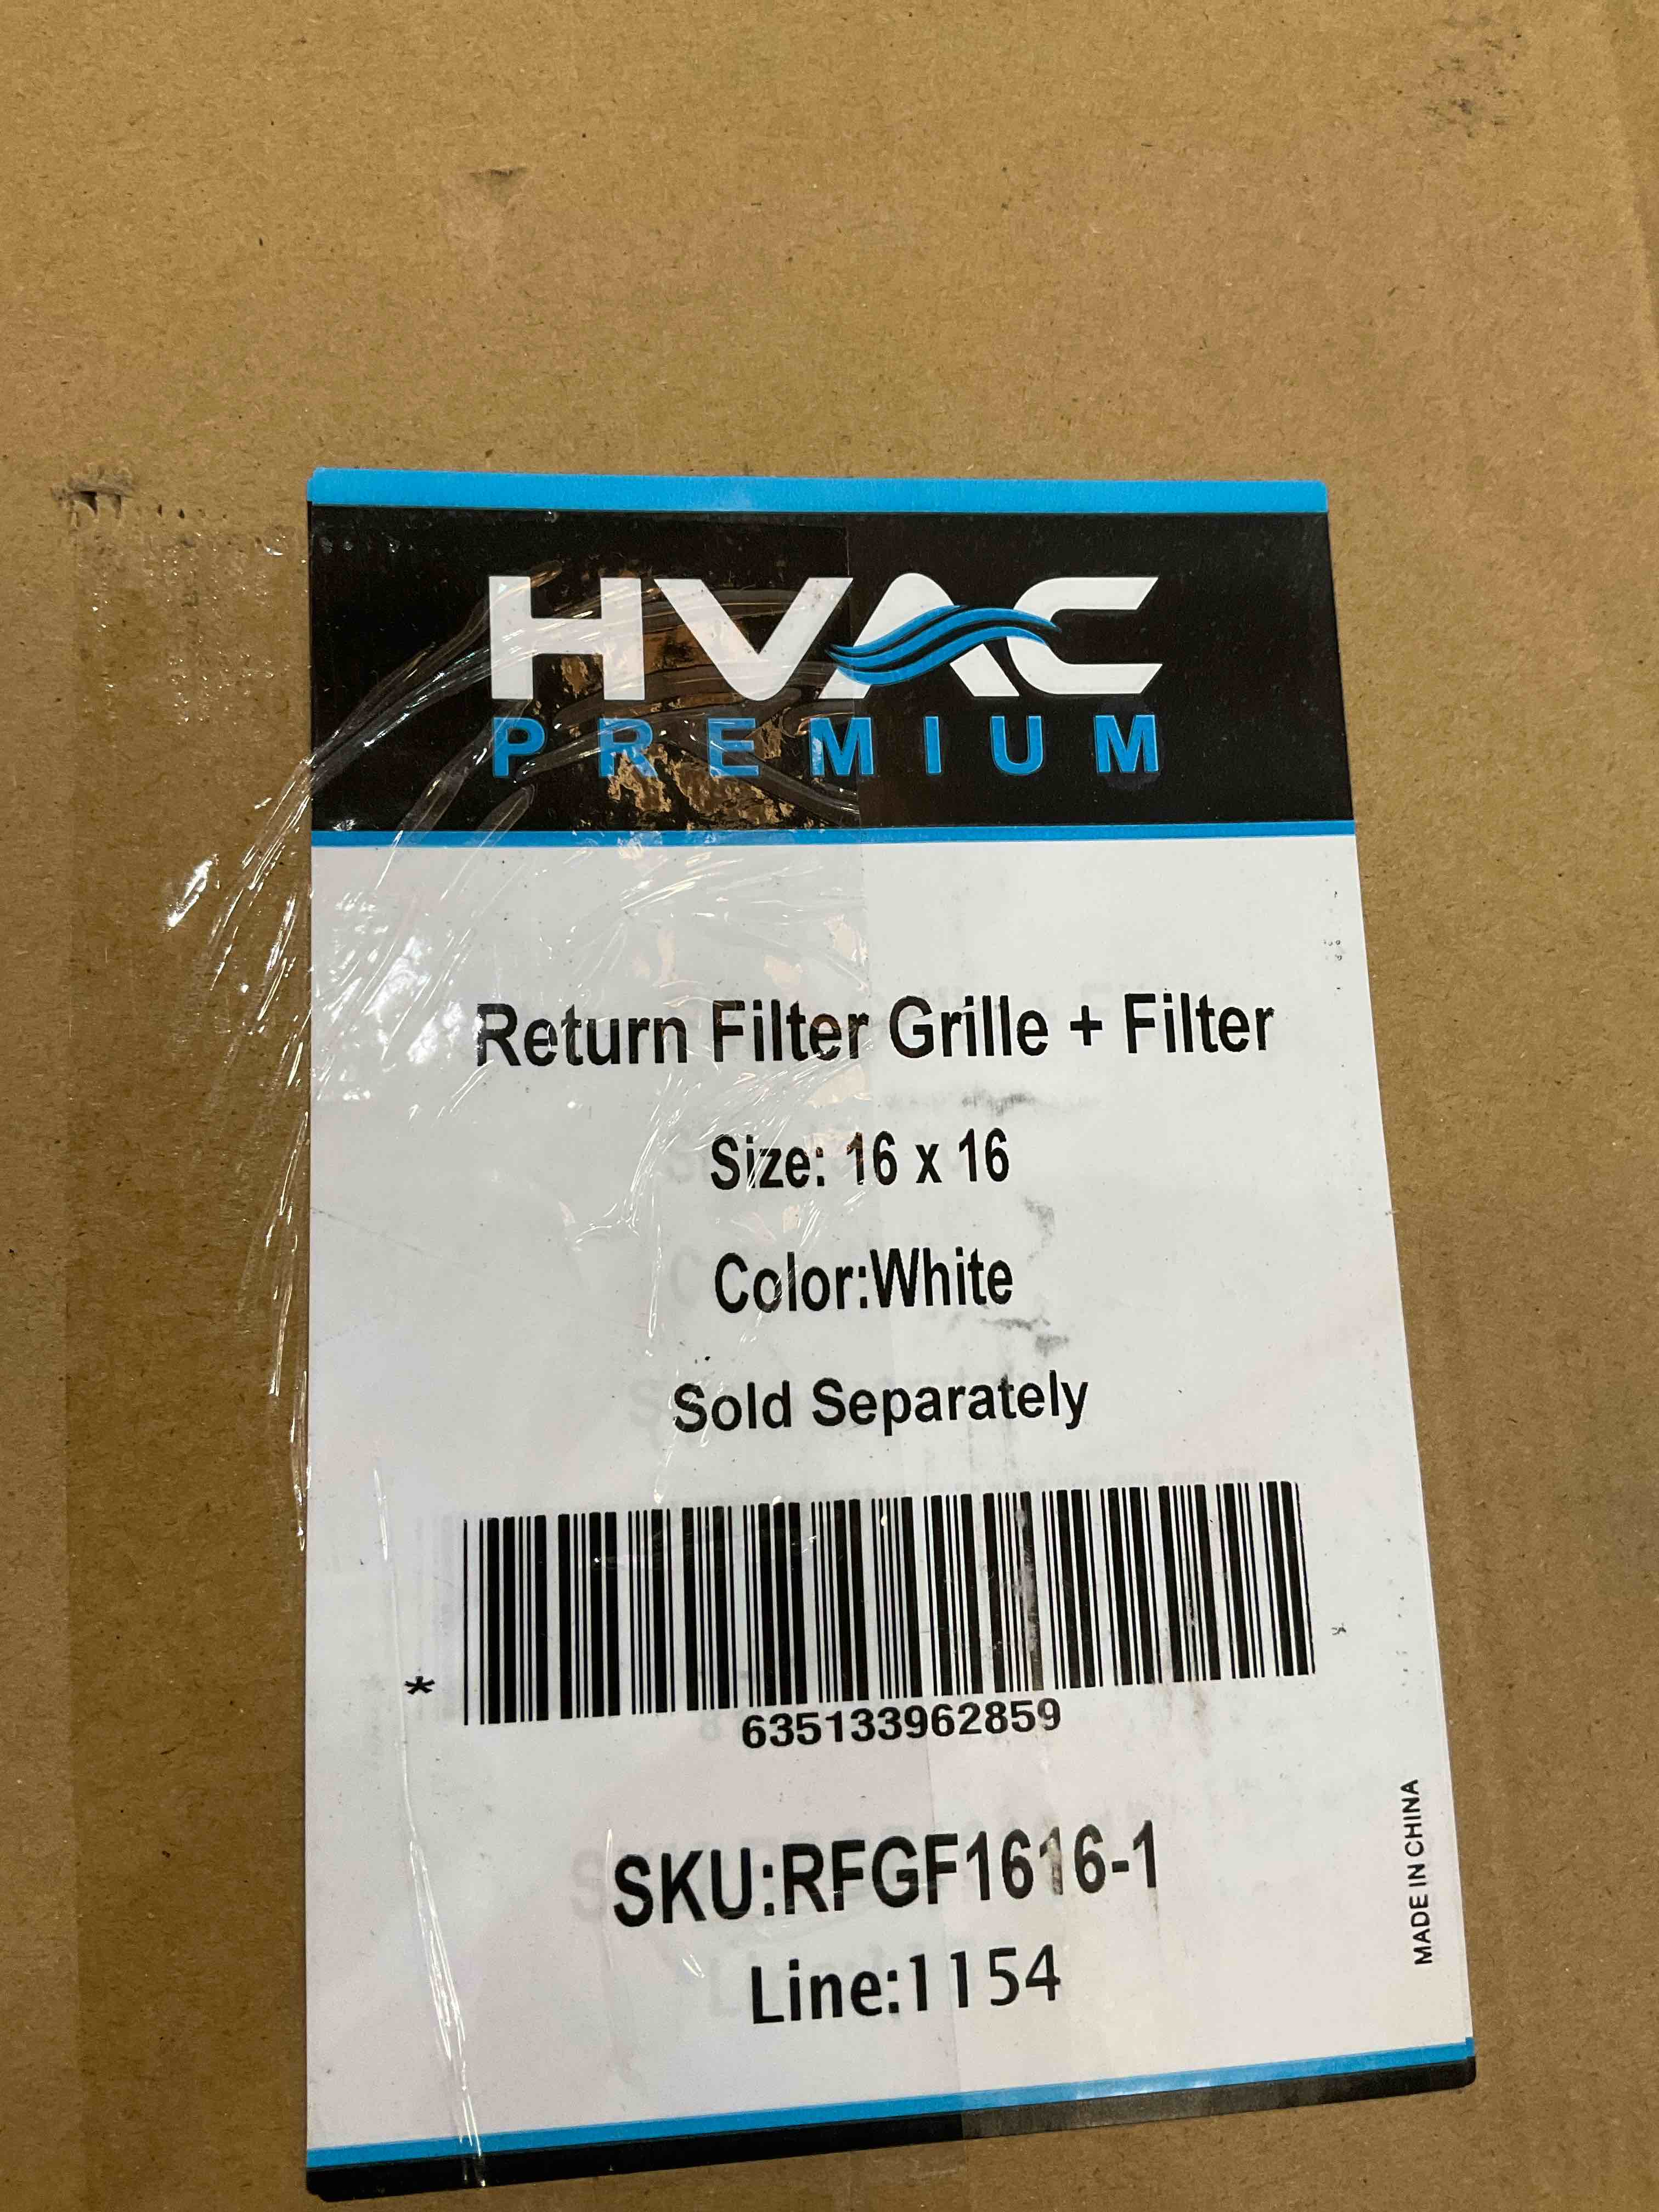 HVAC
PREMIUM
Return Filter Grille + Filter
Size: 16 x 16
Color:White
Sold Separately
*
635133962859
SKU:RFGF1616-1
Line:1154
MADE IN CHINA